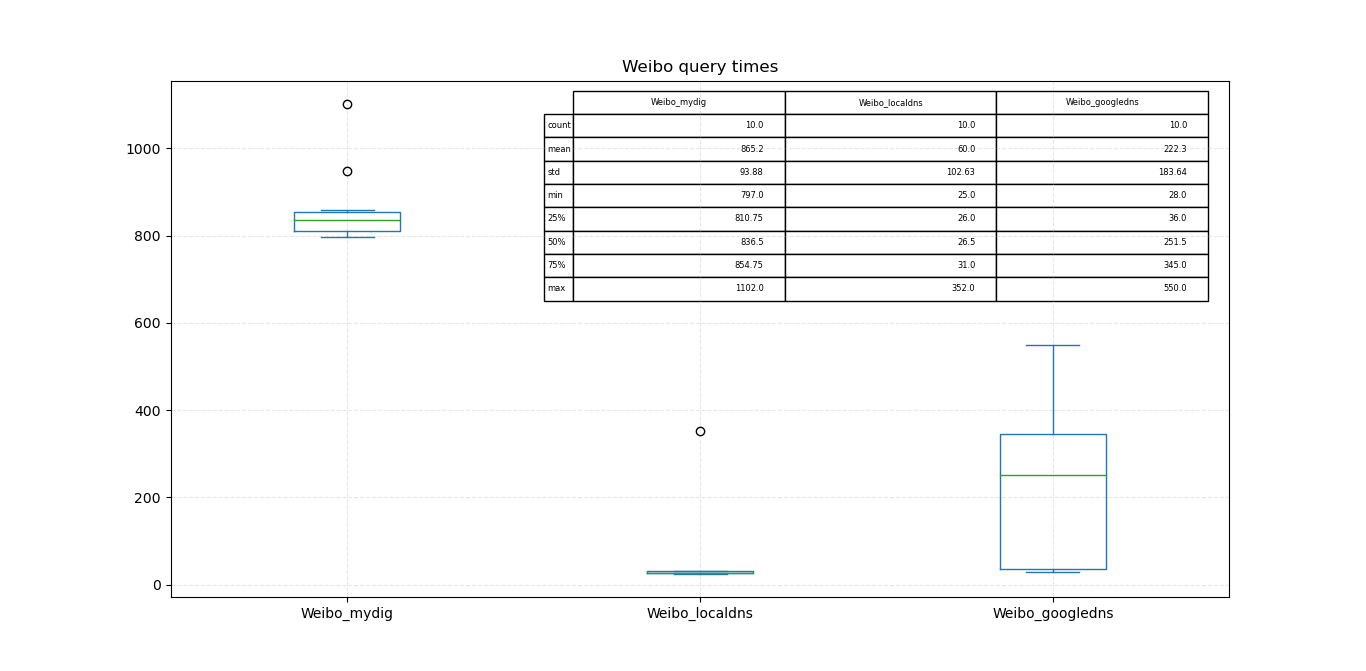 Weibo query times
Weibo_mydig Weibo_localdns Weibo_googledns
count 10.0 10.0 10.0
1000
mean 865.2 60.0 222.3
std 93.88 102.63 183.64
min 797.0 25.0 28.0
25% 810.75 26.0 36.0
800
50% 836.5 26.5 251.5
75% 854.75 31.0 345.0
max 1102.0 352.0 550.0
600
400
200
0
Weibo_mydig Weibo_localdns Weibo_googledns